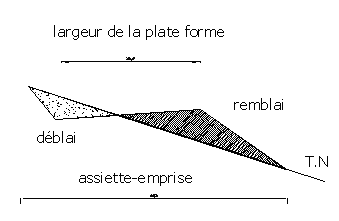 largeur de la plate forme
remblai
déblai
T.N
assiette-emprise